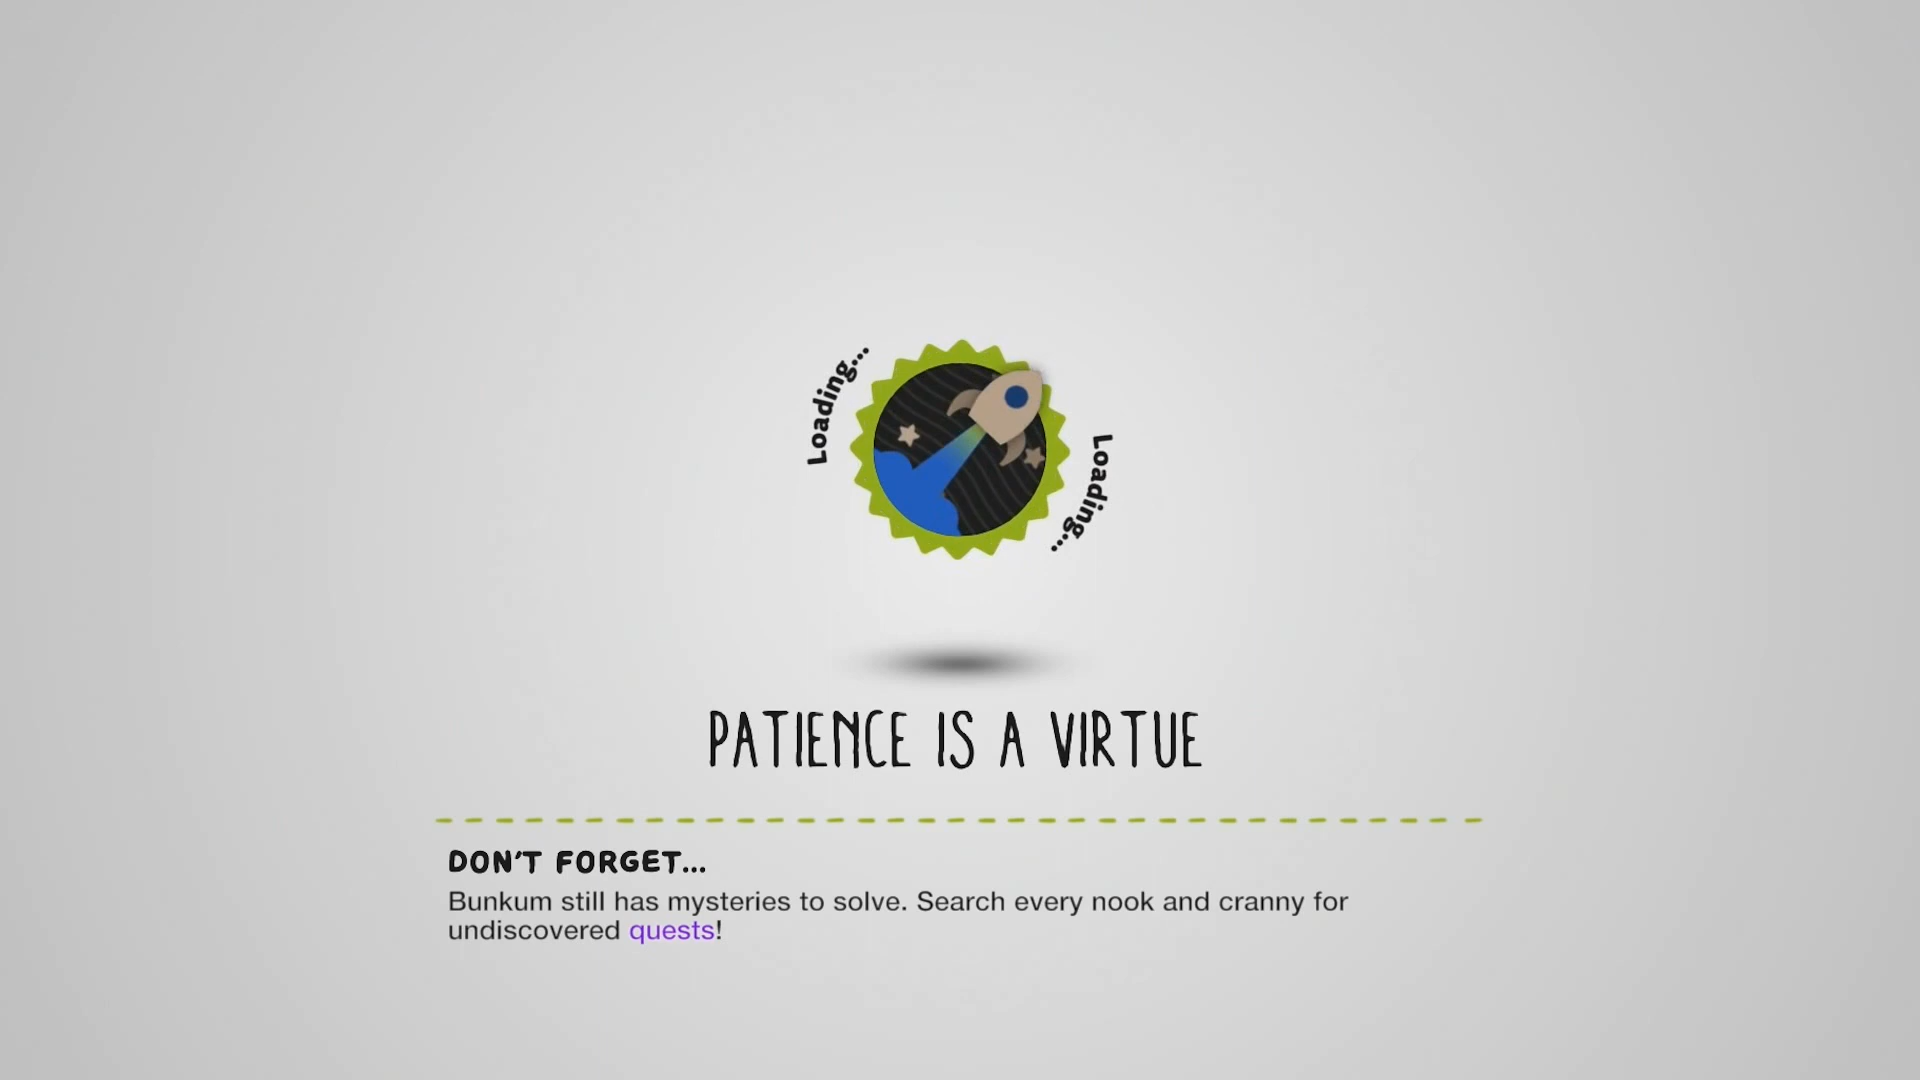 Loading...
Loading...
PATIENCE IS A VIRTUE
DON'T FORGET...
Bunkum still has mysteries to solve. Search every nook and cranny for
undiscovered quests!